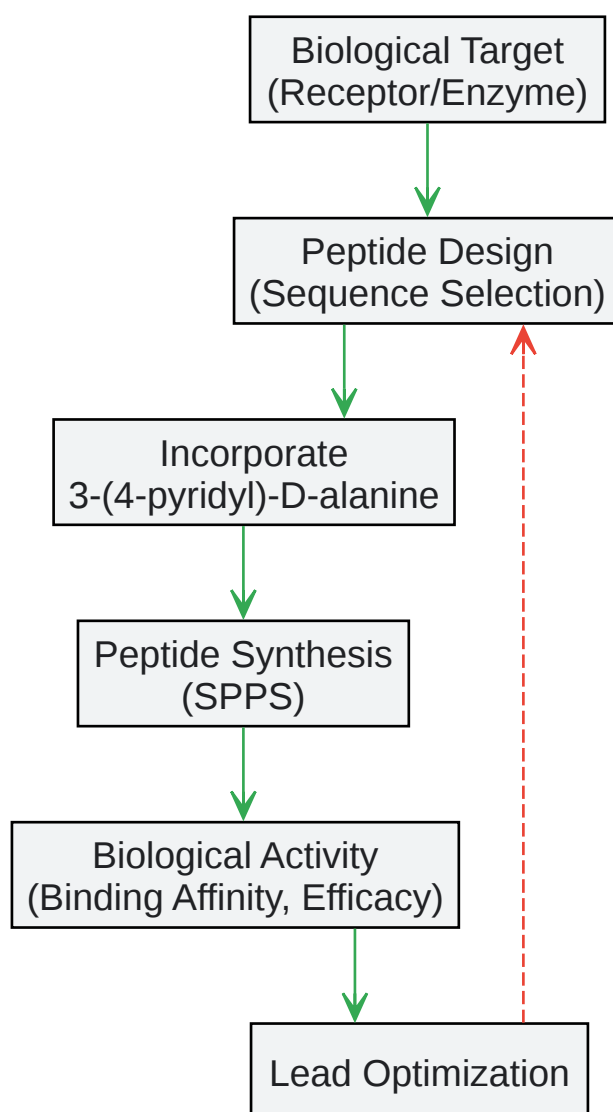 Biological Target
(Receptor/Enzyme)
Peptide Design
(Sequence Selection)
Incorporate
3-(4-pyridyl)-D-alanine
Peptide Synthesis
(SPPS)
Biological Activity
(Binding Affinity, Efficacy)
Lead Optimization